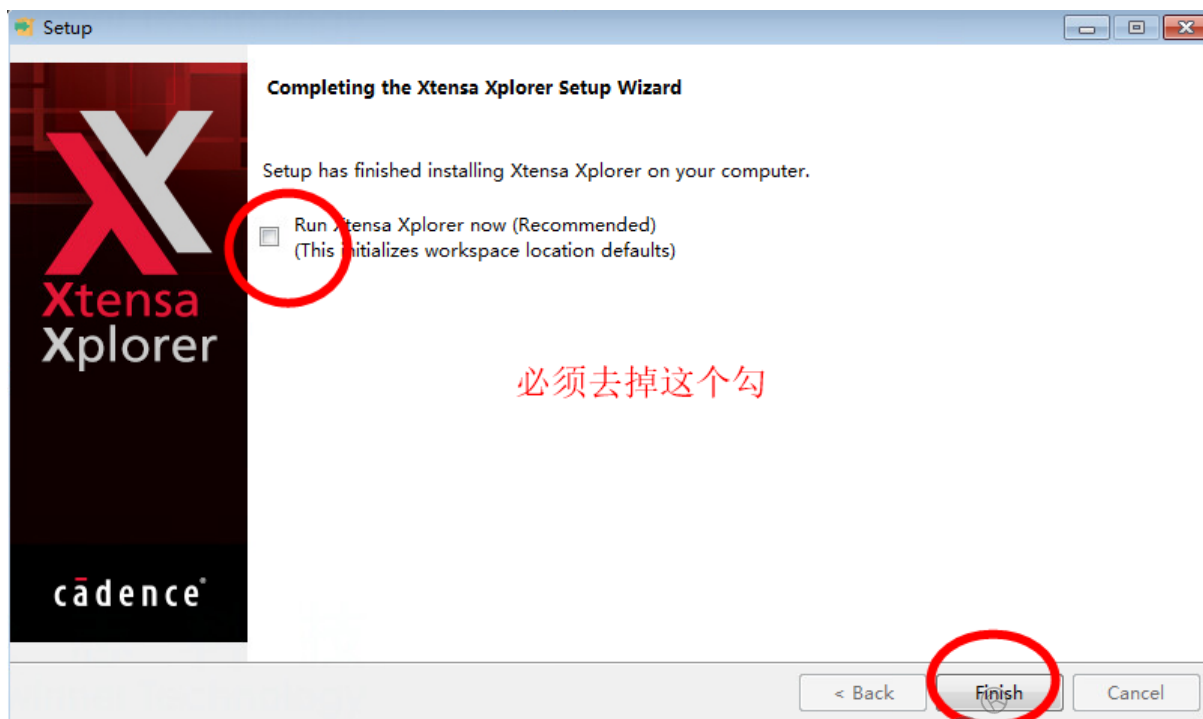 Setup
Completing the Xtensa Xplorer Setup Wizard
Setup has finished installing Xtensa Xplorer on your computer.
Run Xtensa Xplorer now (Recommended)
(This initializes workspace location defaults)
Xtensa
Xplorer
必须去掉这个勾
cādence®
< Back
Finish
Cancel